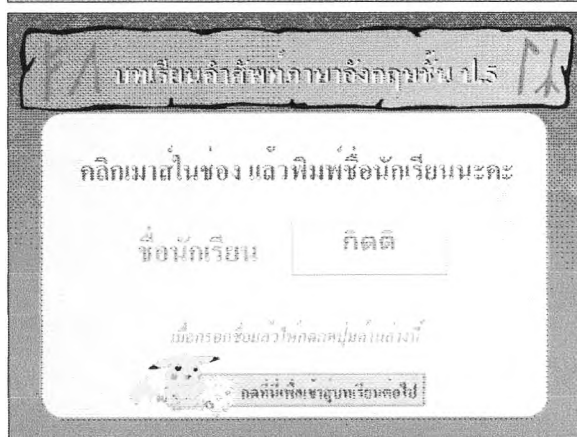 บทเรียนคำศัพท์ภาษาอังกฤษชั้น ป.5
คลิกเมาส์ในช่อง แล้วพิมพ์ชื่อนักเรียนนะคะ
ชื่อนักเรียน กิตติ
เมื่อกรอกชื่อแล้วให้กดปุ่มด้านล่างนี้
กดที่นี่เพื่อเข้าสู่บทเรียนต่อไป